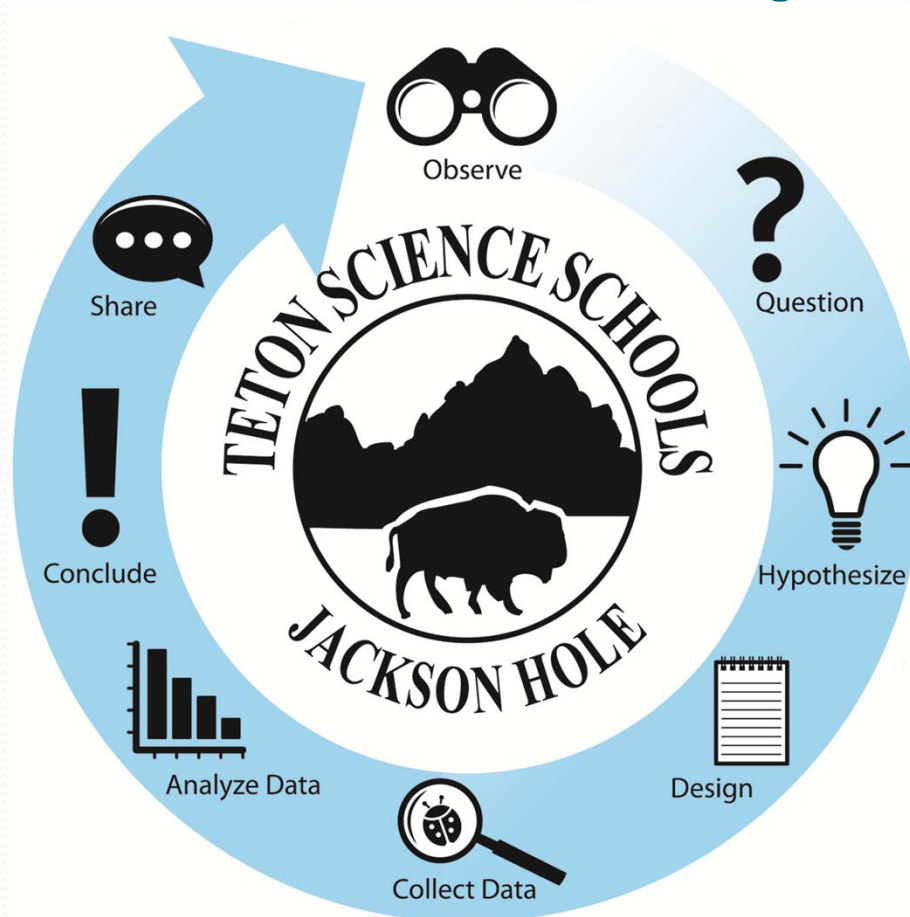 Observe
Question
Hypothesize
Design
Collect Data
Analyze Data
Conclude
Share
TETON SCIENCE SCHOOLS
JACKSON HOLE